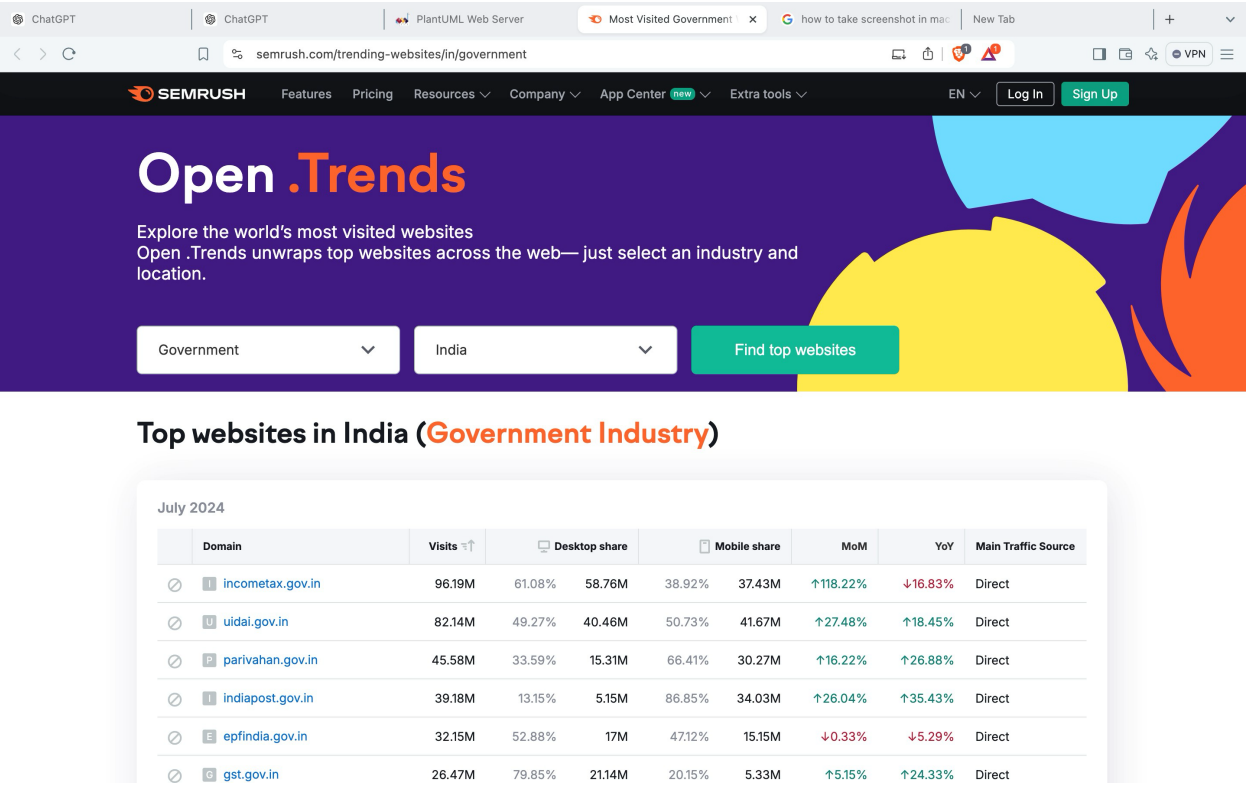 ChatGPT ChatGPT PlantUML Web Server Most Visited Government how to take screenshot in mac New Tab
semrush.com/trending-websites/in/government 1 1 VPN
SEMRUSH Features Pricing Resources Company App Center new Extra tools EN Log In Sign Up
Open .Trends
Explore the world’s most visited websites
Open .Trends unwraps top websites across the web— just select an industry and
location.
Government India Find top websites
Top websites in India (Government Industry)
July 2024
Domain Visits Desktop share Mobile share MoM YoY Main Traffic Source
I incometax.gov.in 96.19M 61.08% 58.76M 38.92% 37.43M ↑118.22% ↓16.83% Direct
U uidai.gov.in 82.14M 49.27% 40.46M 50.73% 41.67M ↑27.48% ↑18.45% Direct
P parivahan.gov.in 45.58M 33.59% 15.31M 66.41% 30.27M ↑16.22% ↑26.88% Direct
I indiapost.gov.in 39.18M 13.15% 5.15M 86.85% 34.03M ↑26.04% ↑35.43% Direct
E epfindia.gov.in 32.15M 52.88% 17M 47.12% 15.15M ↓0.33% ↓5.29% Direct
G gst.gov.in 26.47M 79.85% 21.14M 20.15% 5.33M ↑5.15% ↑24.33% Direct